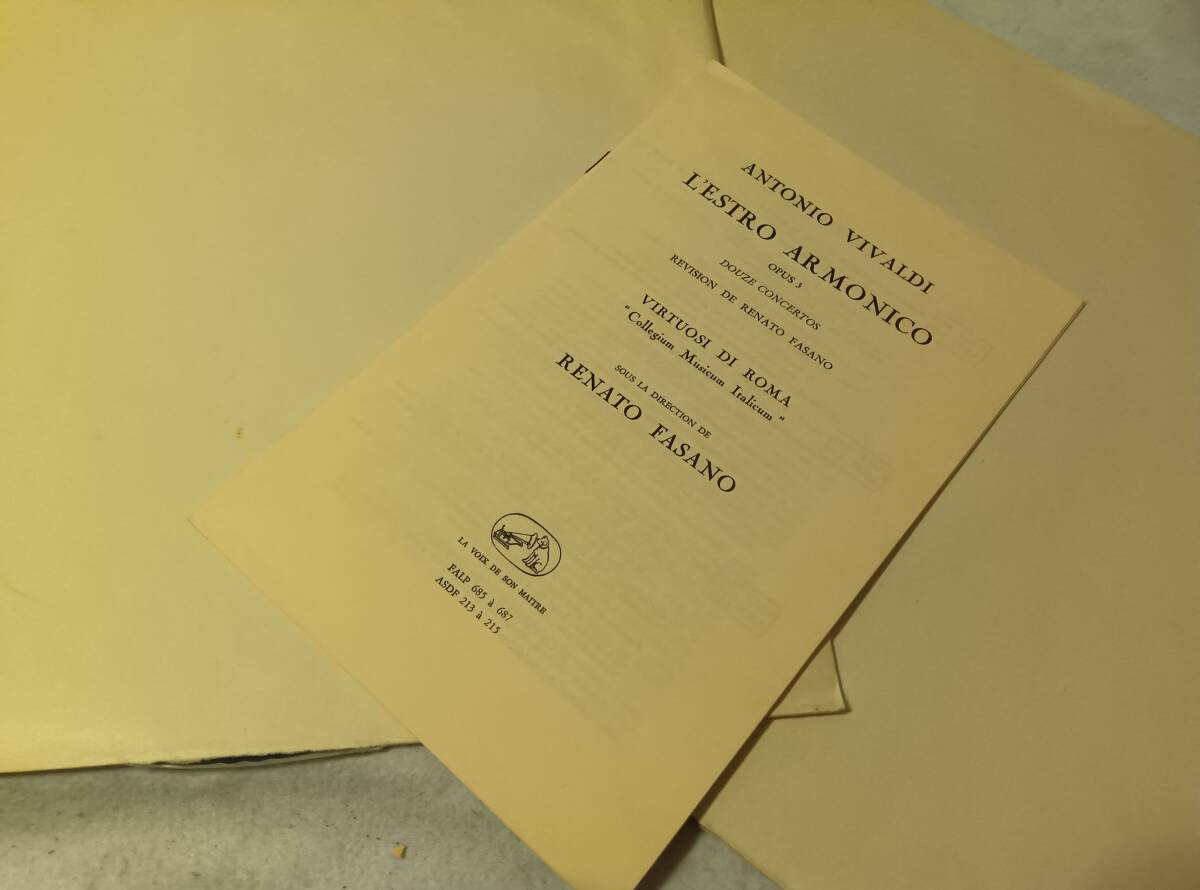 ANTONIO VIVALDI
L'ESTRO ARMONICO
OPUS 3
DOUZE CONCERTOS
REVISION DE RENATO FASANO
VIRTUOSI DI ROMA
"Collegium Musicum Italicum"
SOUS LA DIRECTION DE
RENATO FASANO
LA VOIX DE SON MAITRE
FALP 685 à 687
ASDF 213 à 215